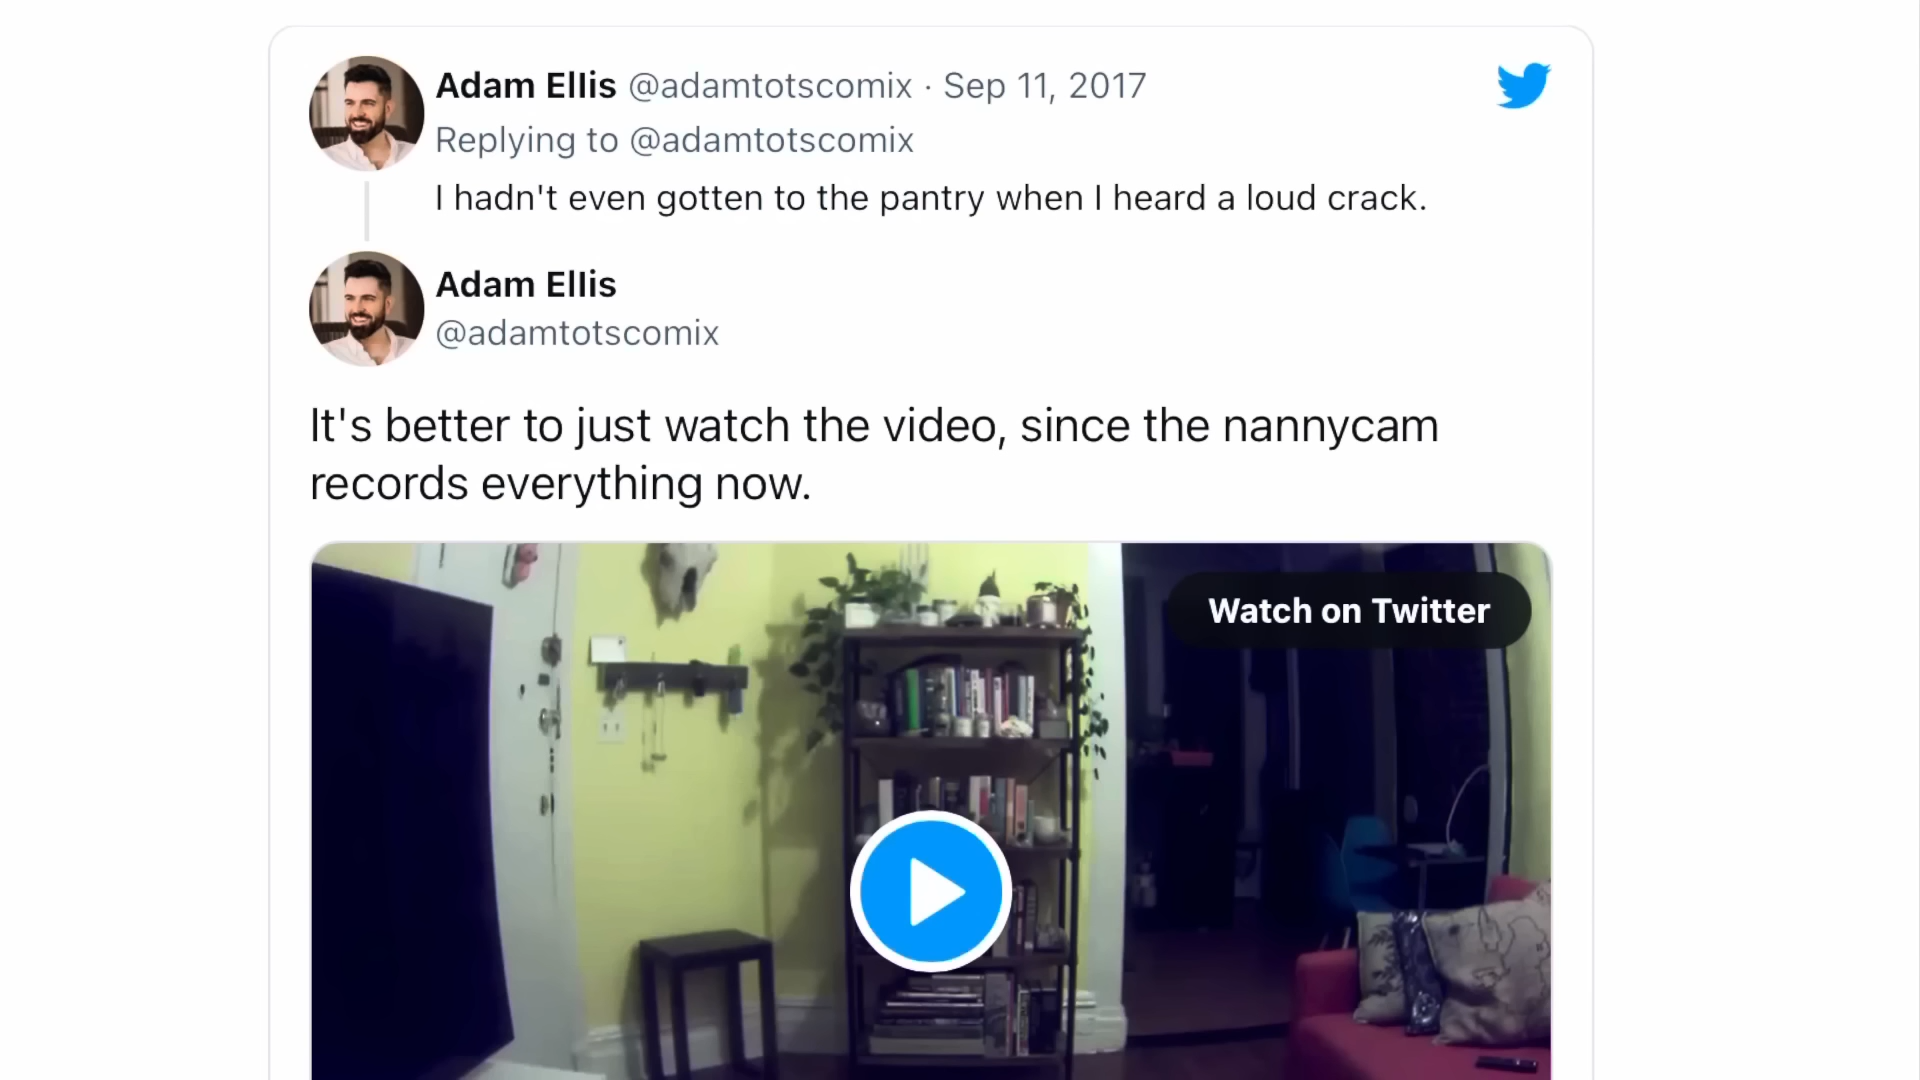 Adam Ellis @adamtotscomix · Sep 11, 2017
Replying to @adamtotscomix
I hadn't even gotten to the pantry when I heard a loud crack.
Adam Ellis
@adamtotscomix
It's better to just watch the video, since the nannycam
records everything now.
Watch on Twitter